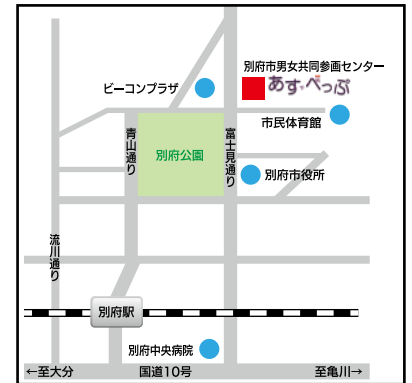 別府市男女共同参画センター
あす・べっぷ
ビーコンプラザ
市民体育館
青山通り
別府公園
富士見通り
別府市役所
流川通り
別府駅
別府中央病院
←至大分
国道10号
至亀川→